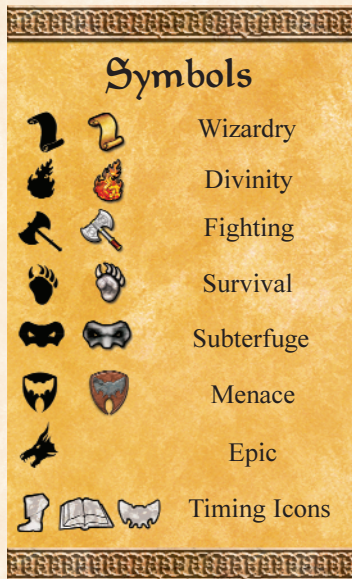 Symbols
Wizardry
Divinity
Fighting
Survival
Subterfuge
Menace
Epic
Timing Icons